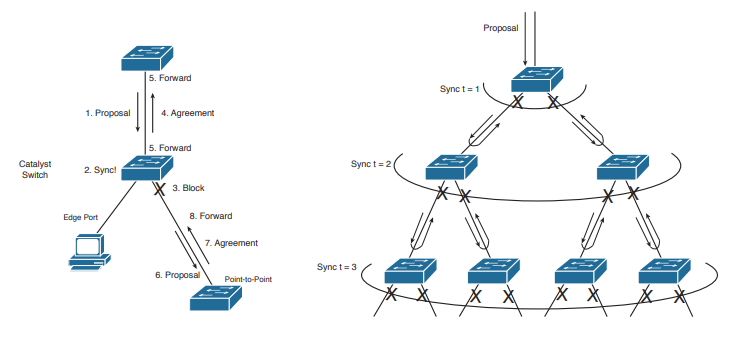 Proposal
5. Forward
Sync t = 1
1. Proposal
4. Agreement
5. Forward
Catalyst
Switch
2. Sync!
3. Block
Sync t = 2
Edge Port
8. Forward
7. Agreement
6. Proposal
Point-to-Point
Sync t = 3